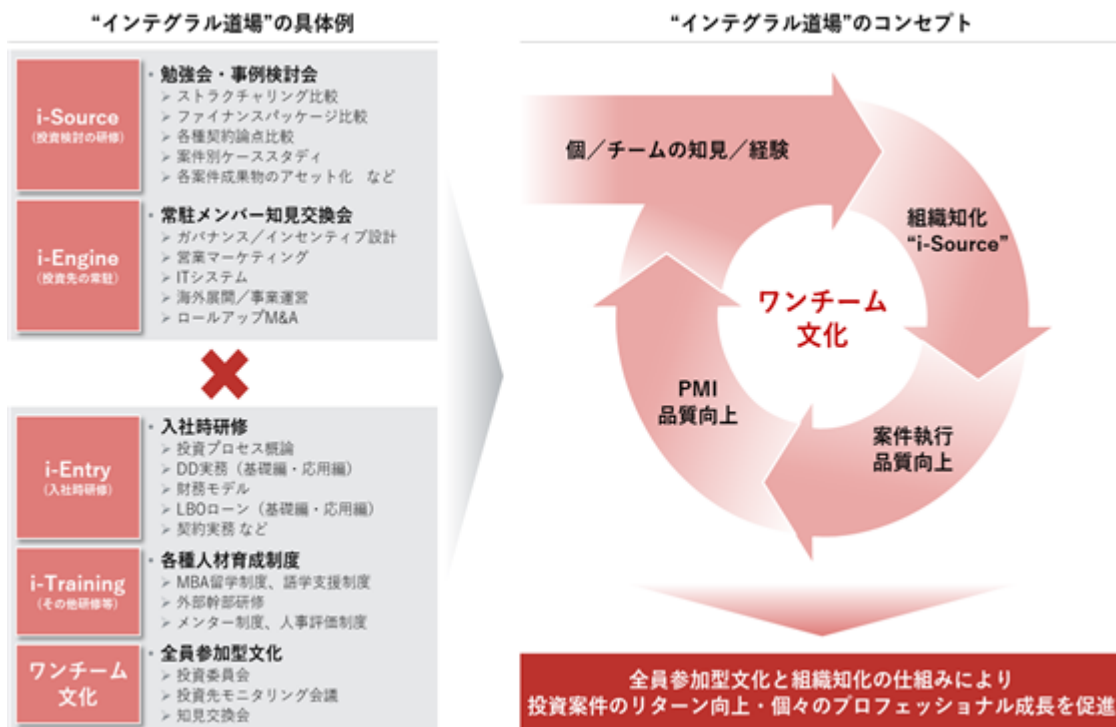 “インテグラル道場”の具体例
i-Source
(投資検討の研修)
・勉強会・事例検討会
➢ ストラクチャリング比較
➢ ファイナンスパッケージ比較
➢ 各種契約論点比較
➢ 案件別ケーススタディ
➢ 各案件成果物のアセット化 など
i-Engine
(投資先の常駐)
・常駐メンバー知見交換会
➢ ガバナンス／インセンティブ設計
➢ 営業マーケティング
➢ ITシステム
➢ 海外展開／事業運営
➢ ロールアップM&A
i-Entry
(入社時研修)
・入社時研修
➢ 投資プロセス概論
➢ DD実務（基礎編・応用編）
➢ 財務モデル
➢ LBOローン（基礎編・応用編）
➢ 契約実務 など
i-Training
(その他研修等)
・各種人材育成制度
➢ MBA留学制度、語学支援制度
➢ 外部幹部研修
➢ メンター制度、人事評価制度
ワンチーム
文化
・全員参加型文化
➢ 投資委員会
➢ 投資先モニタリング会議
➢ 知見交換会
“インテグラル道場”のコンセプト
個／チームの知見／経験
組織知化
“i-Source”
案件執行
品質向上
PMI
品質向上
ワンチーム
文化
全員参加型文化と組織知化の仕組みにより
投資案件のリターン向上・個々のプロフェッショナル成長を促進